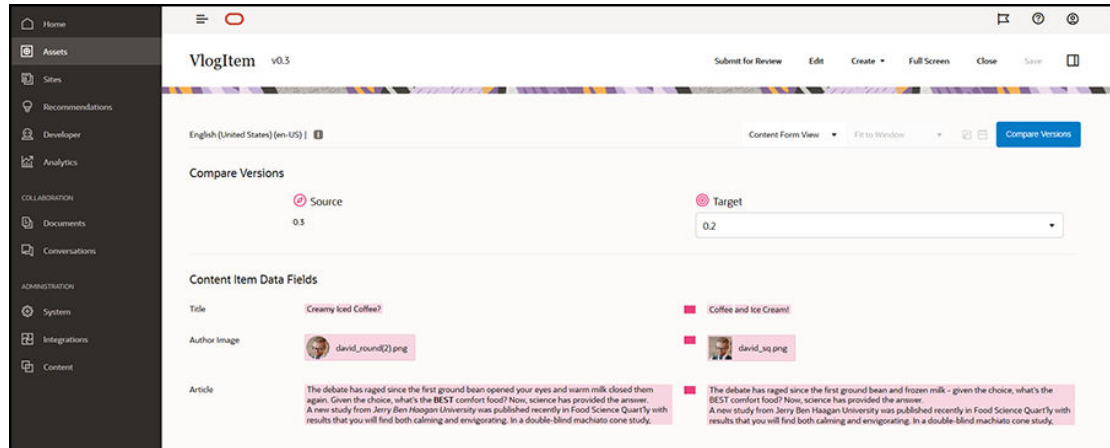 Home
Assets
Sites
Recommendations
Developer
Analytics
COLLABORATION
Documents
Conversations
ADMINISTRATION
System
Integrations
Content
VlogItem v0.3
Submit for Review Edit Create Full Screen Close Save
English (United States) (en-US) |
Content Form View Fit to Window Compare Versions
Compare Versions
Source
0.3
Target
0.2
Content Item Data Fields
Title Creamy Iced Coffee? Coffee and Ice Cream!
Author Image david_round(2).png david_sq.png
Article
The debate has raged since the first ground bean opened your eyes and warm milk closed them
again. Given the choice, what's the BEST comfort food? Now, science has provided the answer.
A new study from Jerry Ben Haagan University was published recently in Food Science Quart'ly with
results that you will find both calming and envigorating. In a double-blind machiato cone study,
The debate has raged since the first ground bean and frozen milk - given the choice, what's the
BEST comfort food? Now, science has provided the answer.
A new study from Jerry Ben Haagan University was published recently in Food Science Quart'ly with
results that you will find both calming and envigorating. In a double-blind machiato cone study,